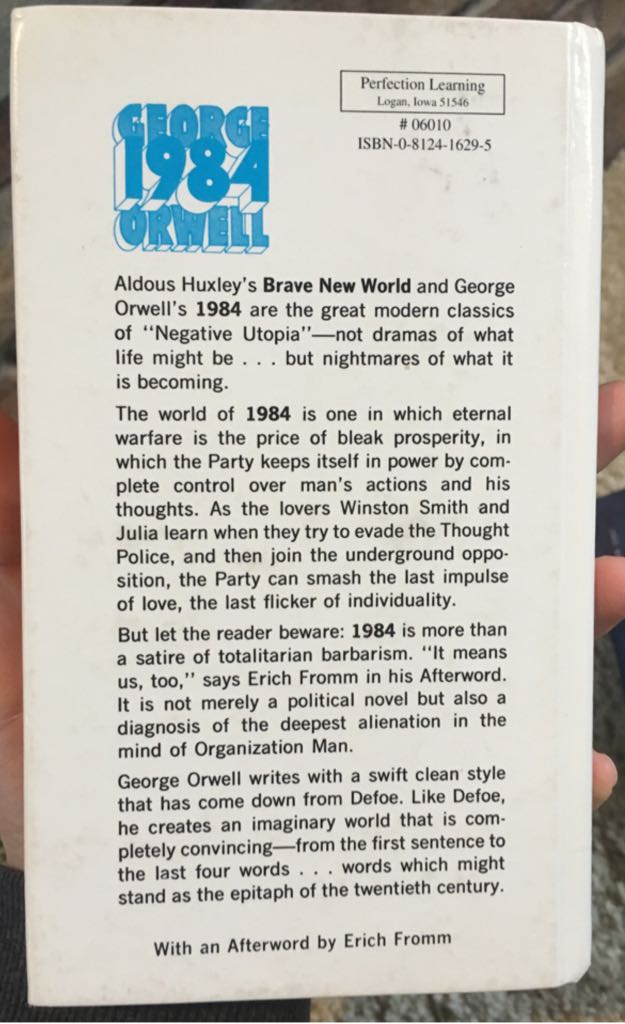 GEORGE
1984
ORWELL
Perfection Learning
Logan, Iowa 51546
# 06010
ISBN-0-8124-1629-5
Aldous Huxley's Brave New World and George
Orwell's 1984 are the great modern classics
of "Negative Utopia"—not dramas of what
life might be . . . but nightmares of what it
is becoming.
The world of 1984 is one in which eternal
warfare is the price of bleak prosperity, in
which the Party keeps itself in power by com-
plete control over man's actions and his
thoughts. As the lovers Winston Smith and
Julia learn when they try to evade the Thought
Police, and then join the underground oppo-
sition, the Party can smash the last impulse
of love, the last flicker of individuality.
But let the reader beware: 1984 is more than
a satire of totalitarian barbarism. "It means
us, too," says Erich Fromm in his Afterword.
It is not merely a political novel but also a
diagnosis of the deepest alienation in the
mind of Organization Man.
George Orwell writes with a swift clean style
that has come down from Defoe. Like Defoe,
he creates an imaginary world that is com-
pletely convincing—from the first sentence to
the last four words . . . words which might
stand as the epitaph of the twentieth century.
With an Afterword by Erich Fromm